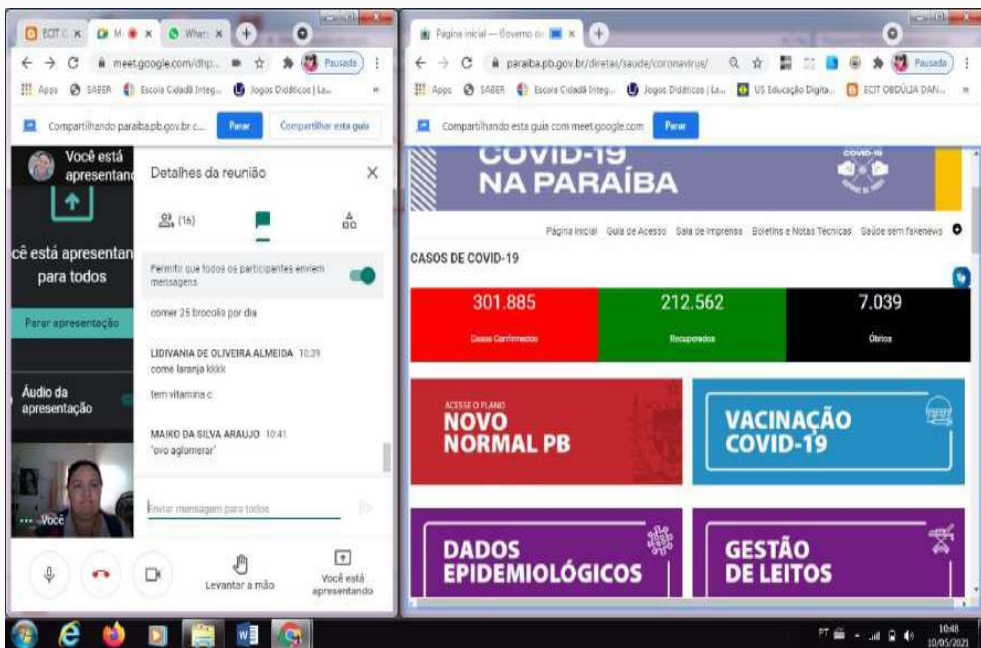 ECIT
M
What
meet.google.com/dhp...
Pausada
Apps SABER Escola Cidadã Integ... Jogos Didáticos | La... »
Compartilhando paraiba.pb.gov.br c... Parar Compartilhar esta guia
Você está
apresentand
cê está apresentan
para todos
Parar apresentação
Áudio da
apresentação
Você
Detalhes da reunião
(16)
Permitir que todos os participantes enviem
mensagens
comer 25 brocolis por dia
LIDIVANIA DE OLIVEIRA ALMEIDA 10:39
come laranja kkkk
tem vitamina c
MAIKO DA SILVA ARAUJO 10:41
"ovo aglomerar"
Enviar mensagem para todos
Levantar a mão
Você está
apresentando
Página inicial — Governo
paraiba.pb.gov.br/diretas/saude/coronavirus/
Pausada
Apps SABER Escola Cidadã Integ... Jogos Didáticos | La... US Educação Digita... ECIT OBDÚLIA DAN... »
Compartilhando esta guia com meet.google.com Parar
COVID-19
NA PARAÍBA
COVID-19
Página Inicial Guia de Acesso Sala de Imprensa Boletins e Notas Técnicas Saúde sem fakenews
CASOS DE COVID-19
301.885
Casos Confirmados
212.562
Recuperados
7.039
Óbitos
ACESSE O PLANO
NOVO
NORMAL PB
VACINAÇÃO
COVID-19
DADOS
EPIDEMIOLÓGICOS
GESTÃO
DE LEITOS
PT
10:48
10/05/2021